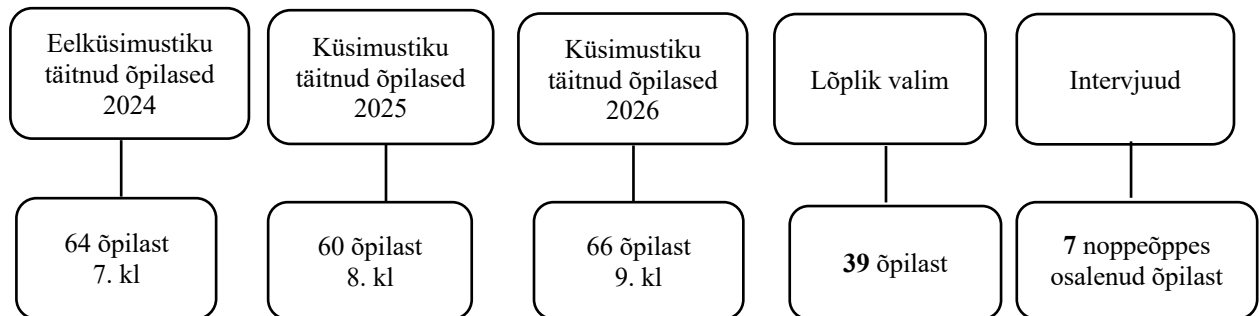 Eelküsimustiku
täitnud õpilased
2024
Küsimustiku
täitnud õpilased
2025
Küsimustiku
täitnud õpilased
2026
Lõplik valim
Intervjuud
64 õpilast
7. kl
60 õpilast
8. kl
66 õpilast
9. kl
39 õpilast
7 noppeõppes
osalenud õpilast